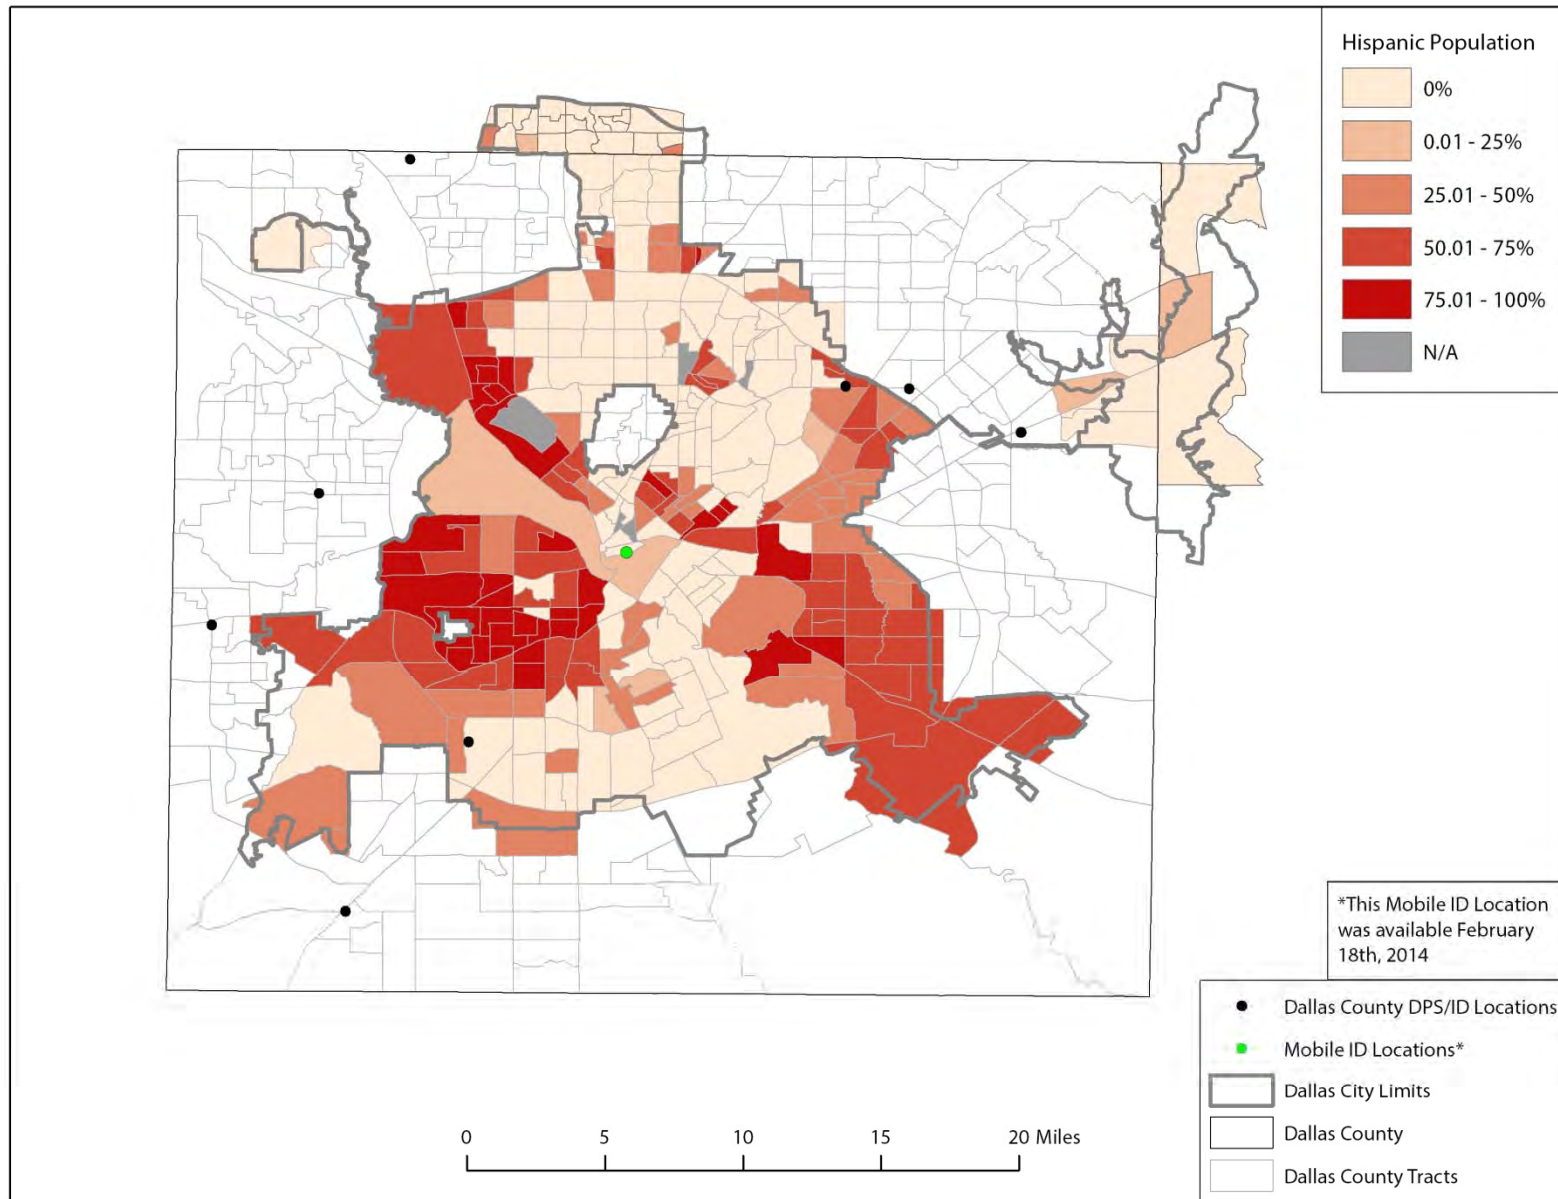 Hispanic Population
0%
0.01 - 25%
25.01 - 50%
50.01 - 75%
75.01 - 100%
N/A
*This Mobile ID Location
was available February
18th, 2014
Dallas County DPS/ID Locations
Mobile ID Locations*
Dallas City Limits
Dallas County
Dallas County Tracts
0 5 10 15 20 Miles